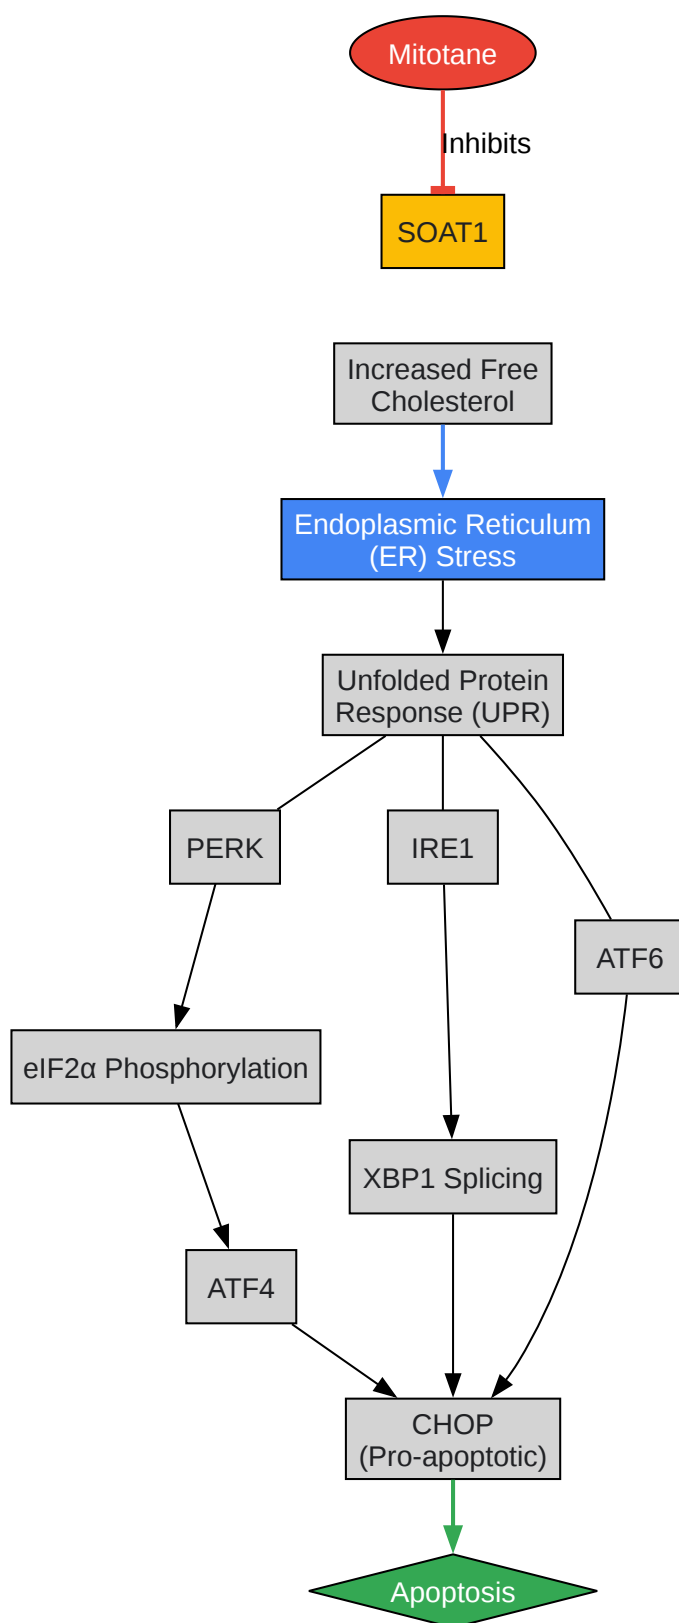 Mitotane
Inhibits
SOAT1
Increased Free
Cholesterol
Endoplasmic Reticulum
(ER) Stress
Unfolded Protein
Response (UPR)
PERK
IRE1
ATF6
eIF2α Phosphorylation
XBP1 Splicing
ATF4
CHOP
(Pro-apoptotic)
Apoptosis